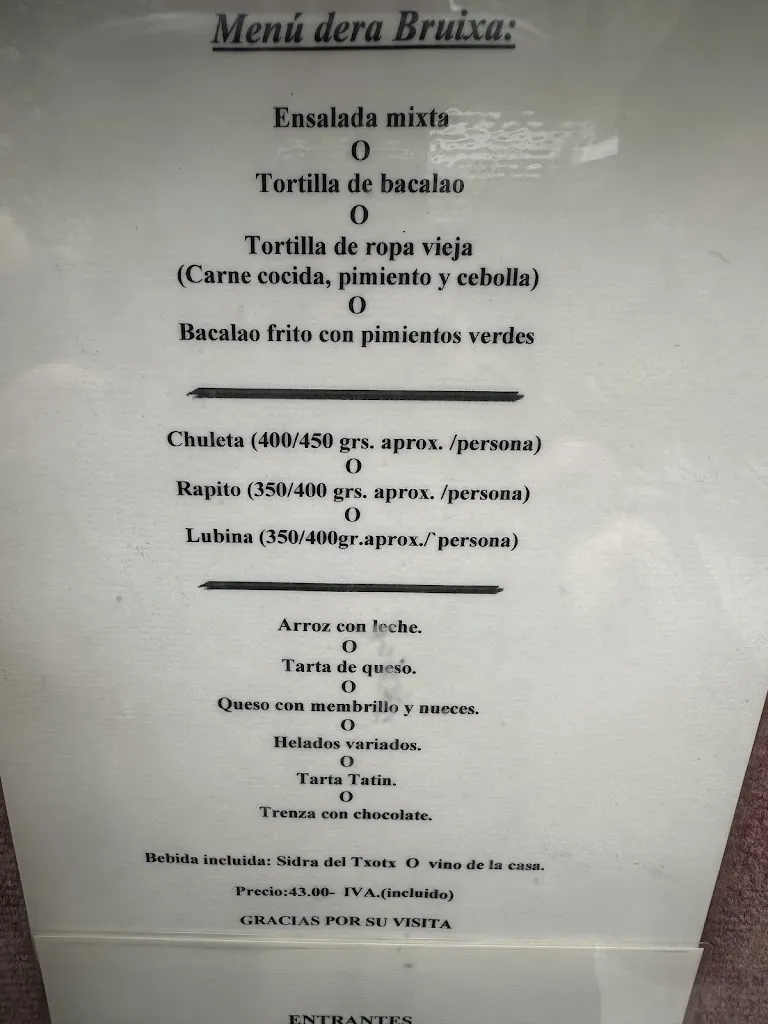 Menú dera Bruixa:
Ensalada mixta
O
Tortilla de bacalao
O
Tortilla de ropa vieja
(Carne cocida, pimiento y cebolla)
O
Bacalao frito con pimientos verdes
Chuleta (400/450 grs. aprox. /persona)
O
Rapito (350/400 grs. aprox. /persona)
O
Lubina (350/400gr.aprox./`persona)
Arroz con leche.
O
Tarta de queso.
O
Queso con membrillo y nueces.
O
Helados variados.
O
Tarta Tatin.
O
Trenza con chocolate.
Bebida incluida: Sidra del Txotx O vino de la casa.
Precio:43.00- IVA.(incluido)
GRACIAS POR SU VISITA
ENTRANTES